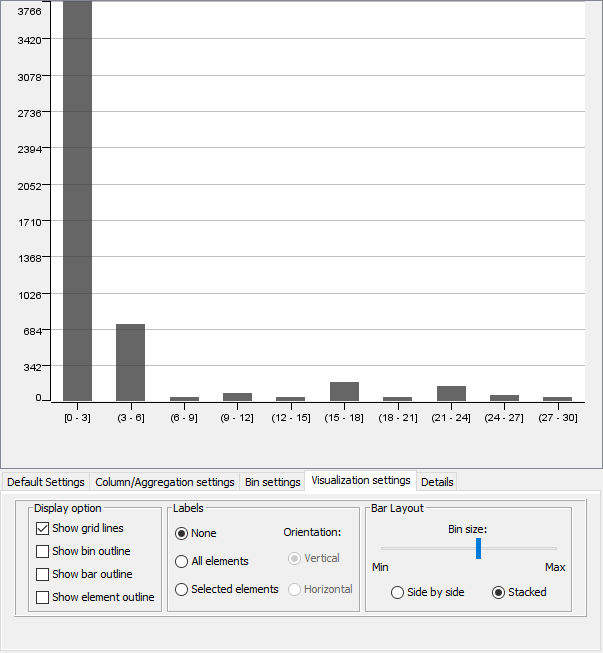 3766
3420
3078
2736
2394
2052
1710
1368
1026
684
342
0
[0 - 3] (3 - 6] (6 - 9] (9 - 12] (12 - 15] (15 - 18] (18 - 21] (21 - 24] (24 - 27] (27 - 30]
Default Settings Column/Aggregation settings Bin settings Visualization settings Details
Display option Labels Bar Layout
Show grid lines None Orientation: Bin size:
Show bin outline All elements Vertical
Show bar outline Selected elements Horizontal Min Max
Show element outline Side by side Stacked